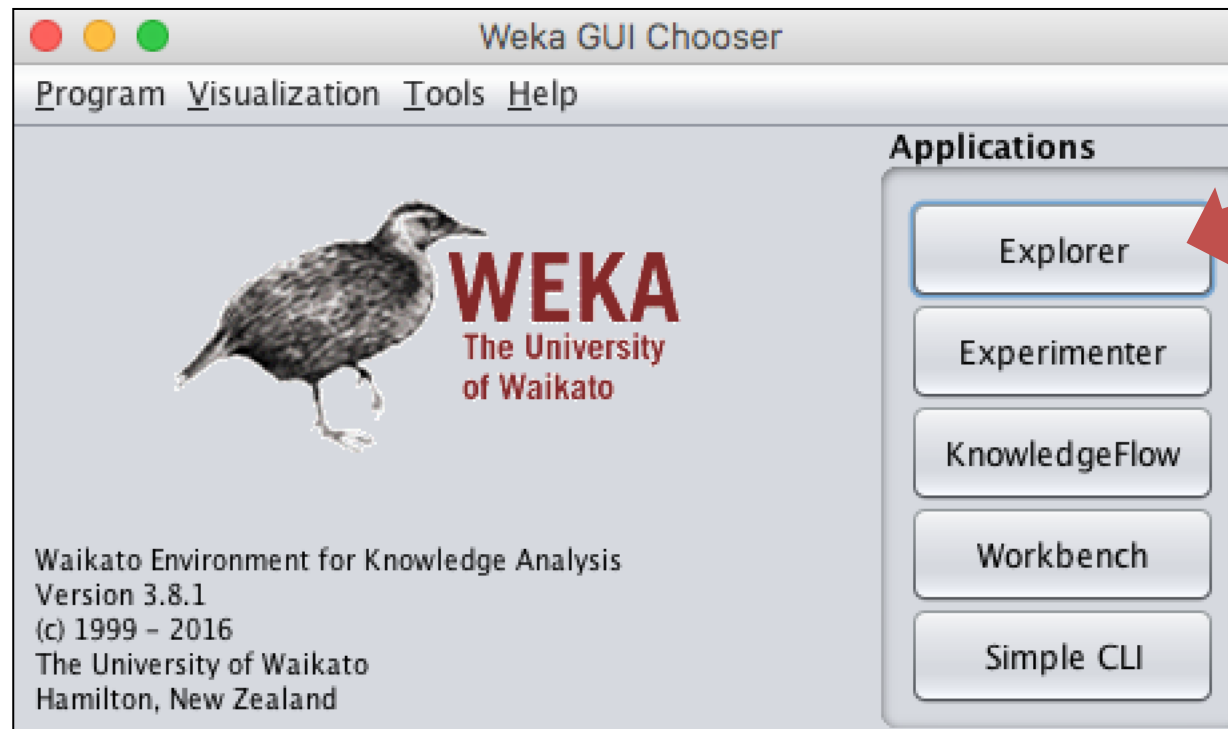 Weka GUI Chooser
Program Visualization Tools Help
Applications
Explorer
Experimenter
KnowledgeFlow
Workbench
Simple CLI
WEKA
The University
of Waikato
Waikato Environment for Knowledge Analysis
Version 3.8.1
(c) 1999 – 2016
The University of Waikato
Hamilton, New Zealand